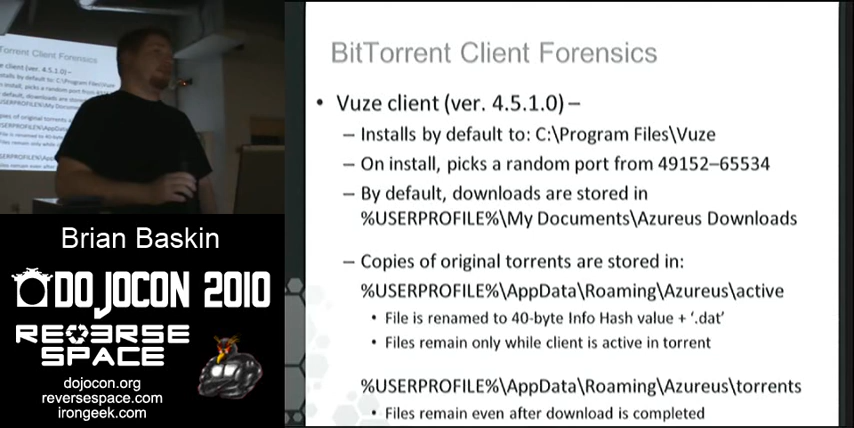 BitTorrent Client Forensics
• Vuze client (ver. 4.5.1.0) –
– Installs by default to: C:\Program Files\Vuze
– On install, picks a random port from 49152–65534
– By default, downloads are stored in
%USERPROFILE%\My Documents\Azureus Downloads
– Copies of original torrents are stored in:
%USERPROFILE%\AppData\Roaming\Azureus\active
• File is renamed to 40-byte Info Hash value + '.dat'
• Files remain only while client is active in torrent
%USERPROFILE%\AppData\Roaming\Azureus\torrents
• Files remain even after download is completed
Brian Baskin
DOJOCON 2010
REVERSE
SPACE
dojocon.org
reversespace.com
irongeek.com